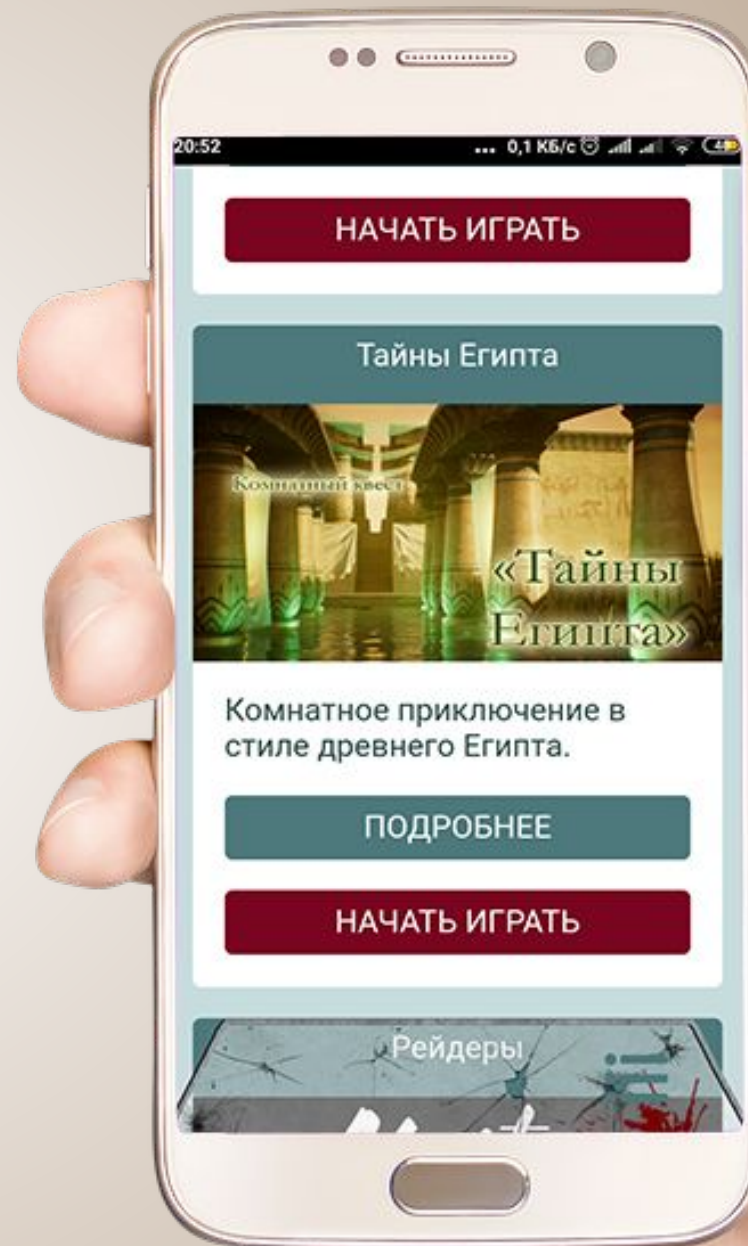 20:52 ... 0,1 КБ/с
НАЧАТЬ ИГРАТЬ
Тайны Египта
Комнатный квест
«Тайны
Египта»
Комнатное приключение в
стиле древнего Египта.
ПОДРОБНЕЕ
НАЧАТЬ ИГРАТЬ
Рейдеры